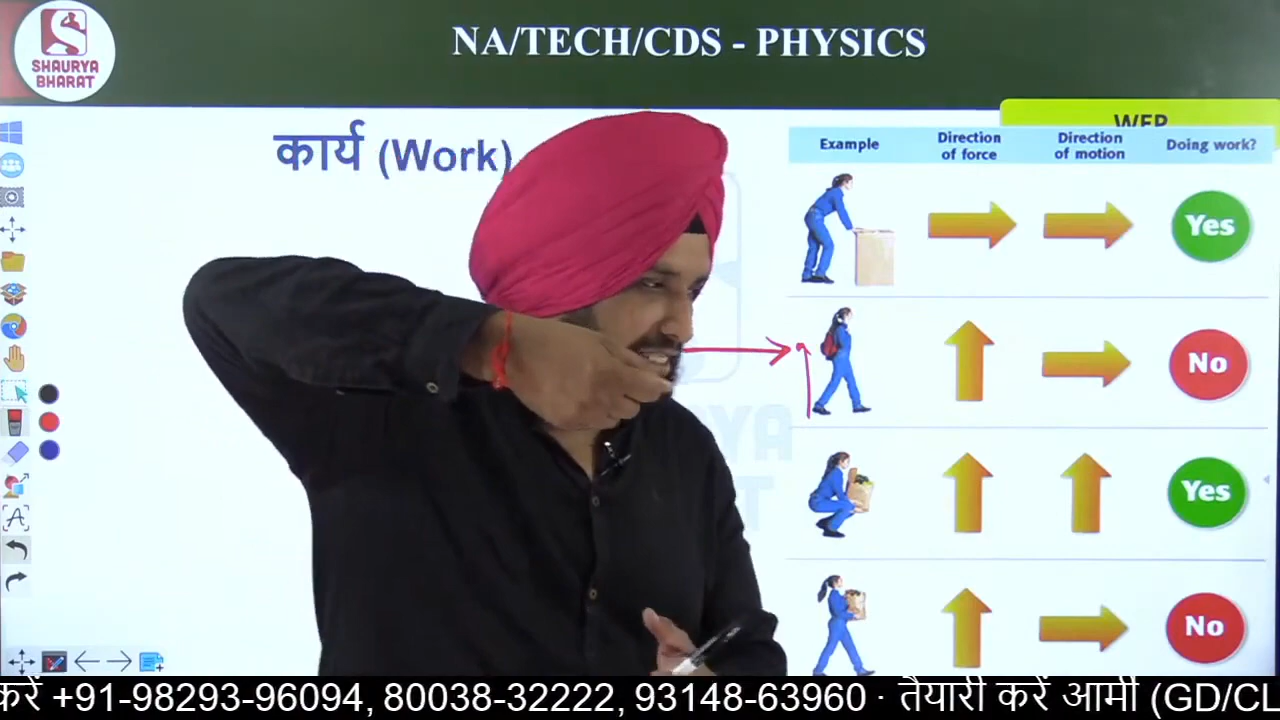 SHAURYA
BHARAT
NA/TECH/CDS - PHYSICS
कार्य (Work)
Example
Direction
of force
Direction
of motion
Doing work?
Yes
No
Yes
No
करें +91-98293-96094, 80038-32222, 93148-63960 · तैयारी करें आर्मी (GD/CL